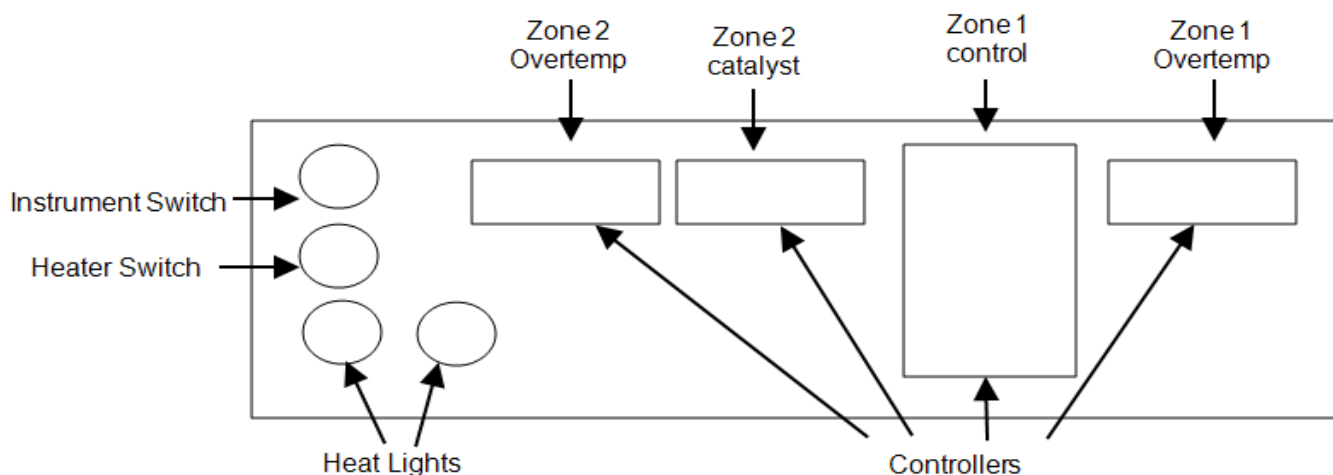 Zone 2
Overtemp
Zone 2
catalyst
Zone 1
control
Zone 1
Overtemp
Instrument Switch
Heater Switch
Heat Lights
Controllers